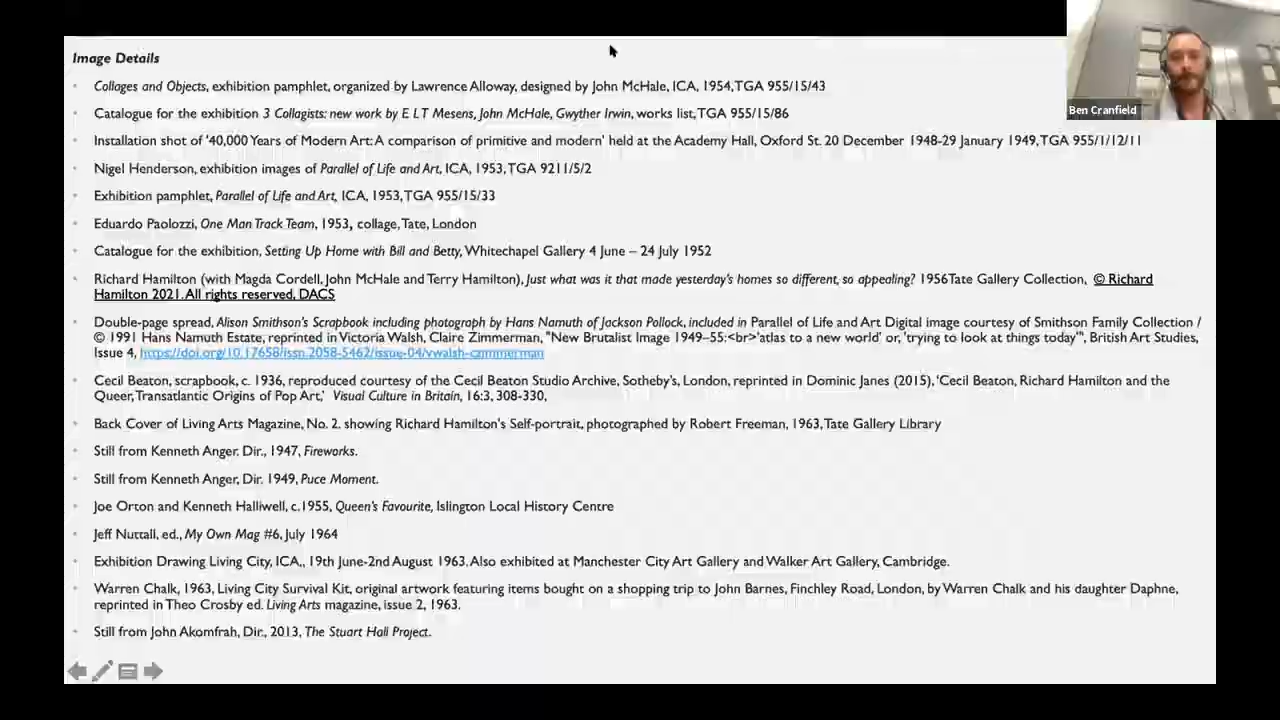 Image Details
Collages and Objects, exhibition pamphlet, organized by Lawrence Alloway, designed by John McHale, ICA, 1954, TGA 955/15/43
Catalogue for the exhibition 3 Collagists: new work by E L T Mesens, John McHale, Gwyther Irwin, works list, TGA 955/15/86
Installation shot of '40,000 Years of Modern Art: A comparison of primitive and modern' held at the Academy Hall, Oxford St. 20 December 1948-29 January 1949, TGA 955/1/12/11
Nigel Henderson, exhibition images of Parallel of Life and Art, ICA, 1953, TGA 9211/5/2
Exhibition pamphlet, Parallel of Life and Art, ICA, 1953, TGA 955/15/33
Eduardo Paolozzi, One Man Track Team, 1953, collage, Tate, London
Catalogue for the exhibition, Setting Up Home with Bill and Betty, Whitechapel Gallery 4 June – 24 July 1952
Richard Hamilton (with Magda Cordell, John McHale and Terry Hamilton), Just what was it that made yesterday's homes so different, so appealing? 1956Tate Gallery Collection, © Richard
Hamilton 2021. All rights reserved, DACS
Double-page spread, Alison Smithson's Scrapbook including photograph by Hans Namuth of Jackson Pollock, included in Parallel of Life and Art Digital image courtesy of Smithson Family Collection /
© 1991 Hans Namuth Estate, reprinted in Victoria Walsh, Claire Zimmerman, "New Brutalist Image 1949–55:<br>'atlas to a new world' or, 'trying to look at things today'", British Art Studies,
Issue 4, https://doi.org/10.17658/issn.2058-5462/issue-04/vwalsh-czimmerman
Cecil Beaton, scrapbook, c. 1936, reproduced courtesy of the Cecil Beaton Studio Archive, Sotheby's, London, reprinted in Dominic Janes (2015), 'Cecil Beaton, Richard Hamilton and the
Queer, Transatlantic Origins of Pop Art,' Visual Culture in Britain, 16:3, 308-330,
Back Cover of Living Arts Magazine, No. 2. showing Richard Hamilton's Self-portrait, photographed by Robert Freeman, 1963, Tate Gallery Library
Still from Kenneth Anger. Dir., 1947, Fireworks.
Still from Kenneth Anger, Dir. 1949, Puce Moment.
Joe Orton and Kenneth Halliwell, c.1955, Queen's Favourite, Islington Local History Centre
Jeff Nuttall, ed., My Own Mag #6, July 1964
Exhibition Drawing Living City, ICA,, 19th June-2nd August 1963. Also exhibited at Manchester City Art Gallery and Walker Art Gallery, Cambridge.
Warren Chalk, 1963, Living City Survival Kit, original artwork featuring items bought on a shopping trip to John Barnes, Finchley Road, London, by Warren Chalk and his daughter Daphne,
reprinted in Theo Crosby ed. Living Arts magazine, issue 2, 1963.
Still from John Akomfrah, Dir., 2013, The Stuart Hall Project.
Ben Cranfield